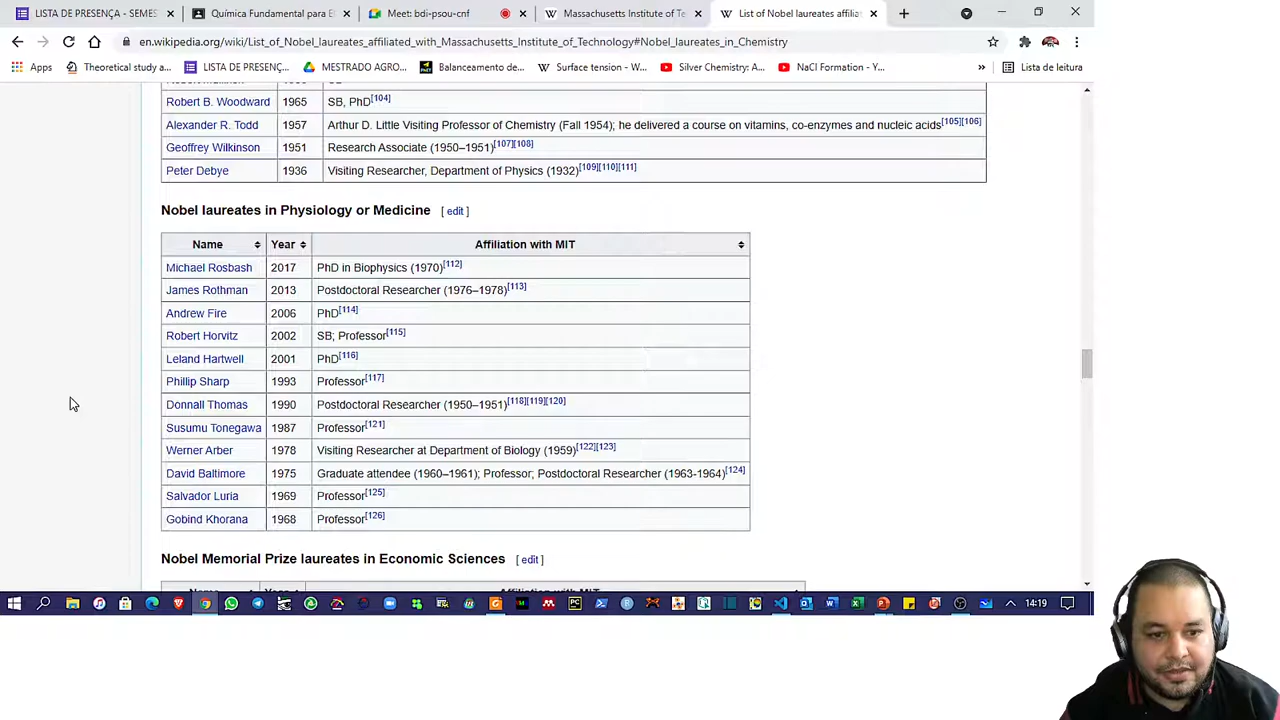 LISTA DE PRESENÇA - SEMES
Química Fundamental para E
Meet: bdi-psou-
Massachusetts Institute of Te
List of Nobel laureates affilia
en.wikipedia.org/wiki/List_of_Nobel_laureates_affiliated_with_Massachusetts_Institute_of_Technology#Nobel_laureates_in_Chemistry
Apps
Theoretical study a...
LISTA DE PRESENÇ...
MESTRADO AGRO...
Balanceamento de...
Surface tension - W...
Silver Chemistry: A...
NaCl Formation - Y...
»
Lista de leitura
Robert B. Woodward 1965 SB, PhD[104]
Alexander R. Todd 1957 Arthur D. Little Visiting Professor of Chemistry (Fall 1954); he delivered a course on vitamins, co-enzymes and nucleic acids[105][106]
Geoffrey Wilkinson 1951 Research Associate (1950–1951)[107][108]
Peter Debye 1936 Visiting Researcher, Department of Physics (1932)[109][110][111]
Nobel laureates in Physiology or Medicine [ edit ]
Name Year Affiliation with MIT
Michael Rosbash 2017 PhD in Biophysics (1970)[112]
James Rothman 2013 Postdoctoral Researcher (1976–1978)[113]
Andrew Fire 2006 PhD[114]
Robert Horvitz 2002 SB; Professor[115]
Leland Hartwell 2001 PhD[116]
Phillip Sharp 1993 Professor[117]
Donnall Thomas 1990 Postdoctoral Researcher (1950–1951)[118][119][120]
Susumu Tonegawa 1987 Professor[121]
Werner Arber 1978 Visiting Researcher at Department of Biology (1959)[122][123]
David Baltimore 1975 Graduate attendee (1960–1961); Professor; Postdoctoral Researcher (1963-1964)[124]
Salvador Luria 1969 Professor[125]
Gobind Khorana 1968 Professor[126]
Nobel Memorial Prize laureates in Economic Sciences [ edit ]
14:19